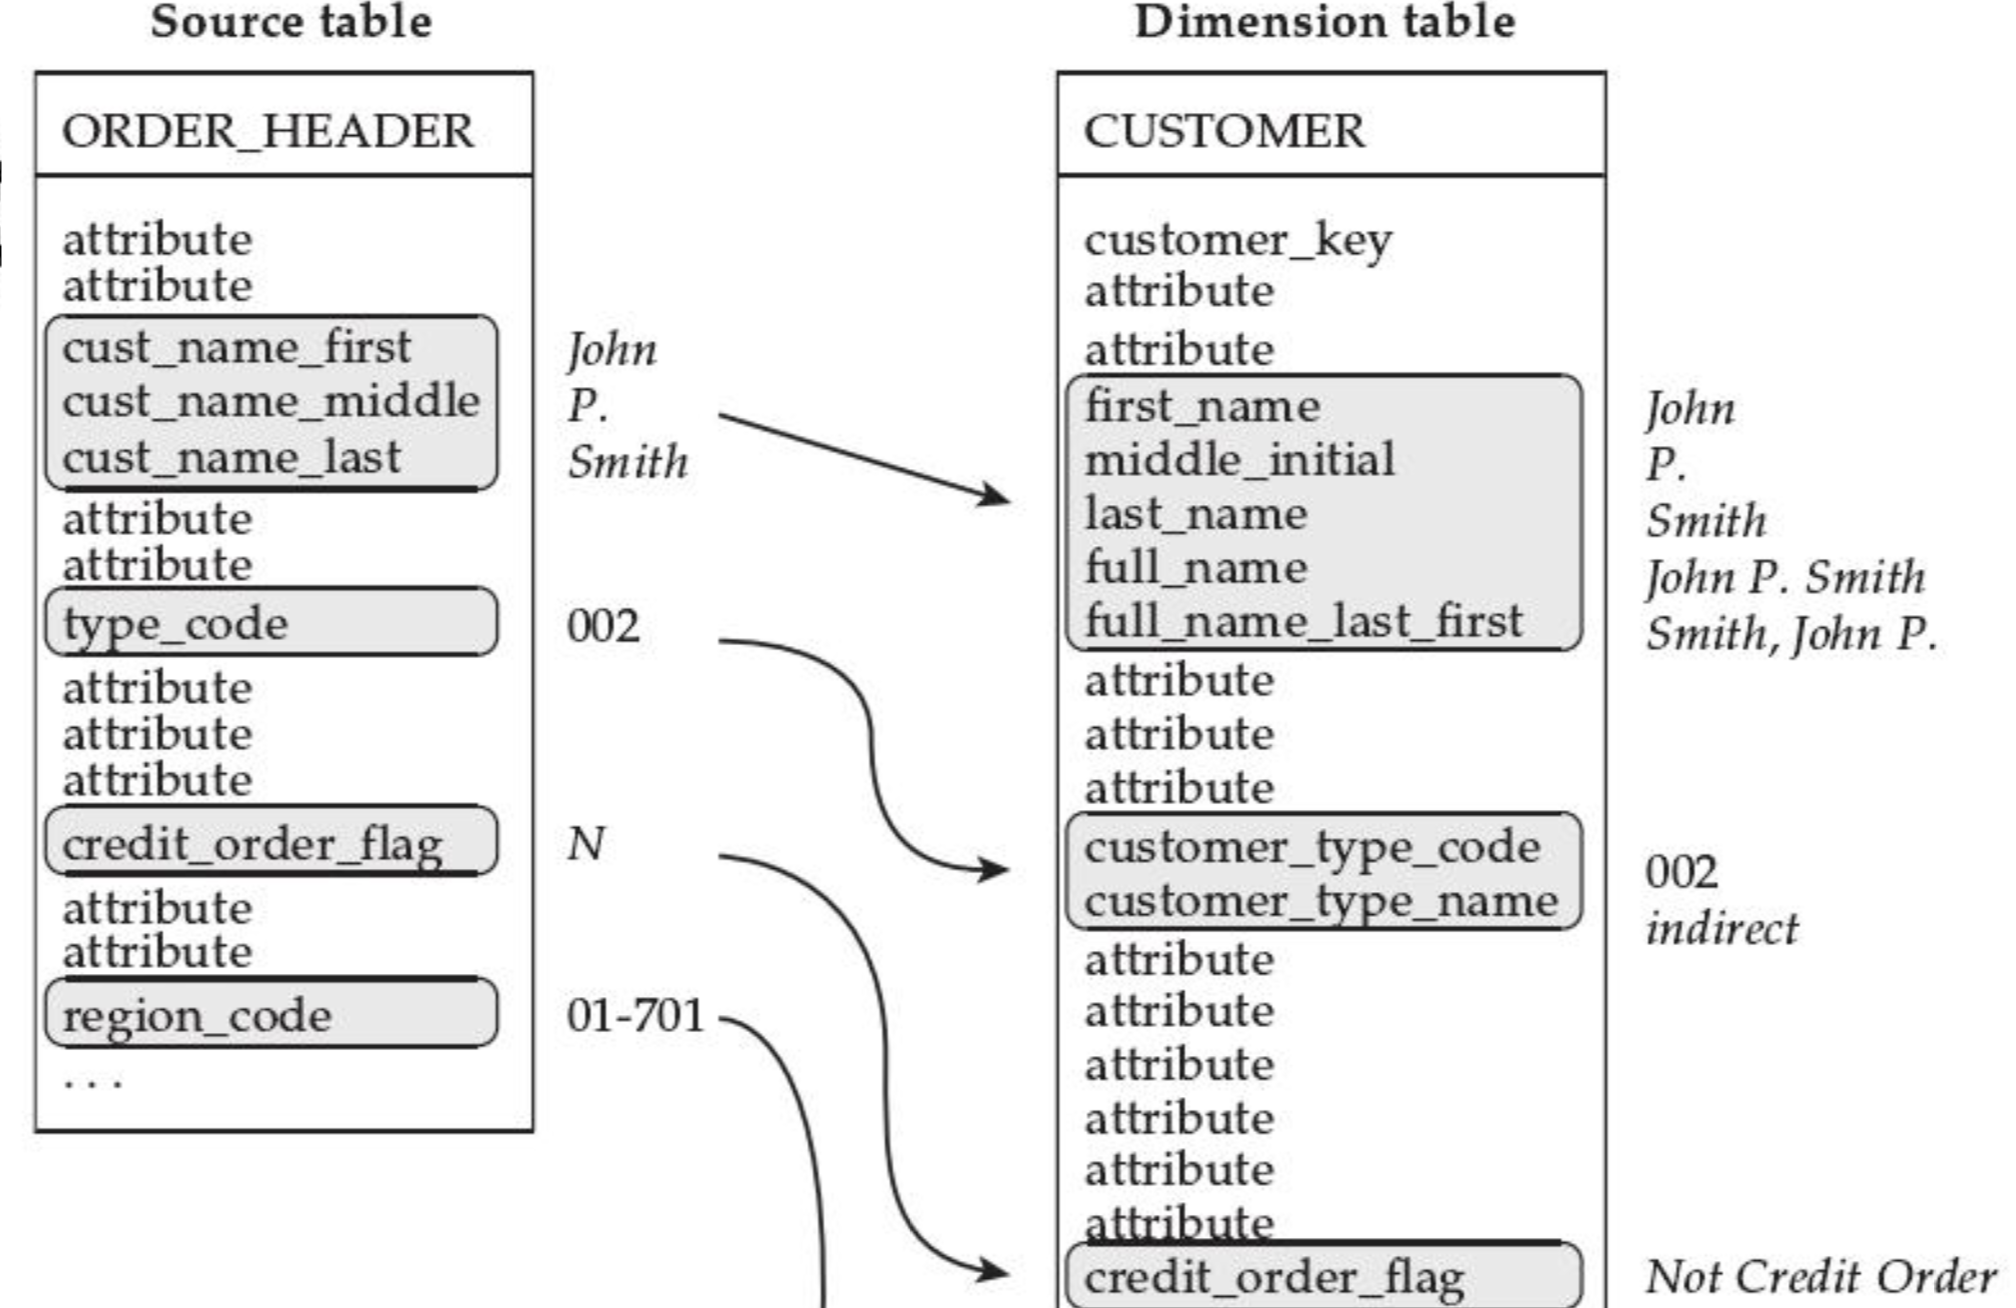 Source table
ORDER_HEADER
attribute
attribute
cust_name_first John
cust_name_middle P.
cust_name_last Smith
attribute
attribute
type_code 002
attribute
attribute
attribute
credit_order_flag N
attribute
attribute
region_code 01-701
. . .
Dimension table
CUSTOMER
customer_key
attribute
attribute
first_name John
middle_initial P.
last_name Smith
full_name John P. Smith
full_name_last_first Smith, John P.
attribute
attribute
attribute
customer_type_code 002
customer_type_name indirect
attribute
attribute
attribute
attribute
attribute
attribute
credit_order_flag Not Credit Order